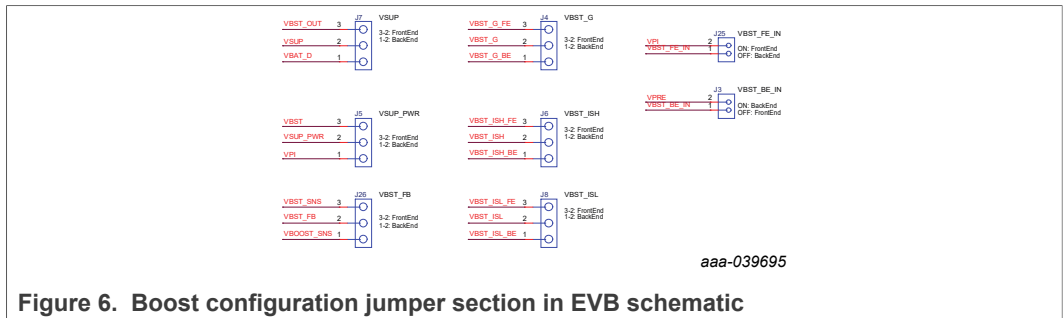 J7 VSUP
VBST_OUT 3
VSUP 2
VBAT_D 1
3-2: FrontEnd
1-2: BackEnd
J4 VBST_G
VBST_G_FE 3
VBST_G 2
VBST_G_BE 1
3-2: FrontEnd
1-2: BackEnd
J25 VBST_FE_IN
VPI 2
VBST_FE_IN 1
ON: FrontEnd
OFF: BackEnd
J3 VBST_BE_IN
VPRE 2
VBST_BE_IN 1
ON: BackEnd
OFF: FrontEnd
J5 VSUP_PWR
VBST 3
VSUP_PWR 2
VPI 1
3-2: FrontEnd
1-2: BackEnd
J6 VBST_ISH
VBST_ISH_FE 3
VBST_ISH 2
VBST_ISH_BE 1
3-2: FrontEnd
1-2: BackEnd
J26 VBST_FB
VBST_SNS 3
VBST_FB 2
VBOOST_SNS 1
3-2: FrontEnd
1-2: BackEnd
J8 VBST_ISL
VBST_ISL_FE 3
VBST_ISL 2
VBST_ISL_BE 1
3-2: FrontEnd
1-2: BackEnd
aaa-039695
Figure 6. Boost configuration jumper section in EVB schematic